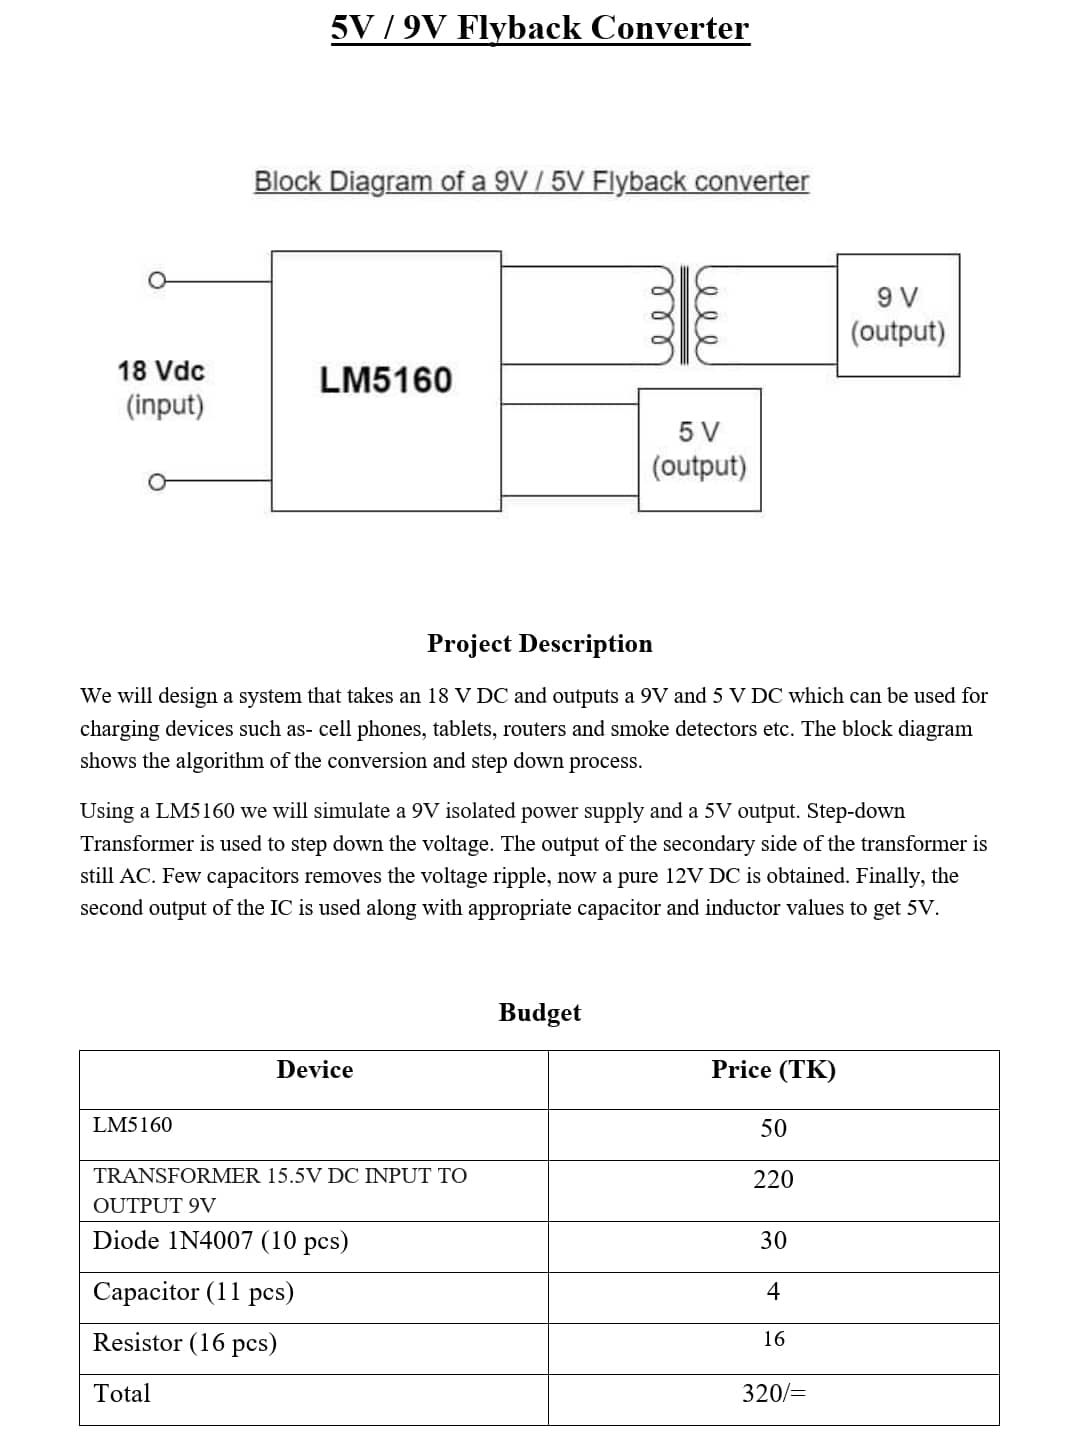 5V / 9V Flyback Converter
Block Diagram of a 9V / 5V Flyback converter
18 Vdc
(input)
LM5160
9 V
(output)
5 V
(output)
Project Description
We will design a system that takes an 18 V DC and outputs a 9V and 5 V DC which can be used for
charging devices such as- cell phones, tablets, routers and smoke detectors etc. The block diagram
shows the algorithm of the conversion and step down process.
Using a LM5160 we will simulate a 9V isolated power supply and a 5V output. Step-down
Transformer is used to step down the voltage. The output of the secondary side of the transformer is
still AC. Few capacitors removes the voltage ripple, now a pure 12V DC is obtained. Finally, the
second output of the IC is used along with appropriate capacitor and inductor values to get 5V.
Budget
Device Price (TK)
LM5160 50
TRANSFORMER 15.5V DC INPUT TO 220
OUTPUT 9V
Diode 1N4007 (10 pcs) 30
Capacitor (11 pcs) 4
Resistor (16 pcs) 16
Total 320/=